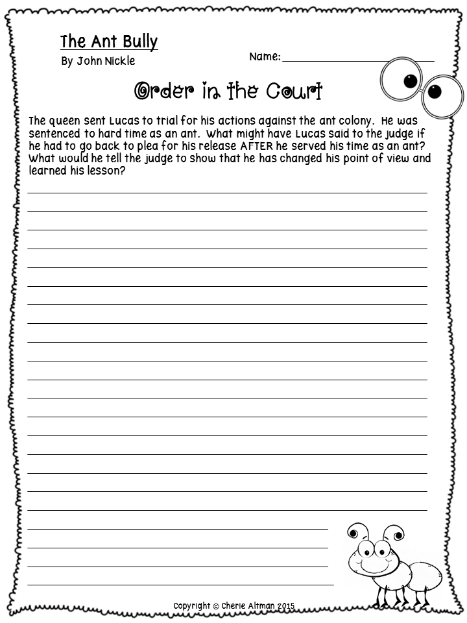 The Ant Bully
By John Nickle
Name:
Order in the Court
The queen sent Lucas to trial for his actions against the ant colony. He was
sentenced to hard time as an ant. What might have Lucas said to the judge if
he had to go back to plea for his release AFTER he served his time as an ant?
What would he tell the judge to show that he has changed his point of view and
learned his lesson?
Copyright © Cherie Altman 2015